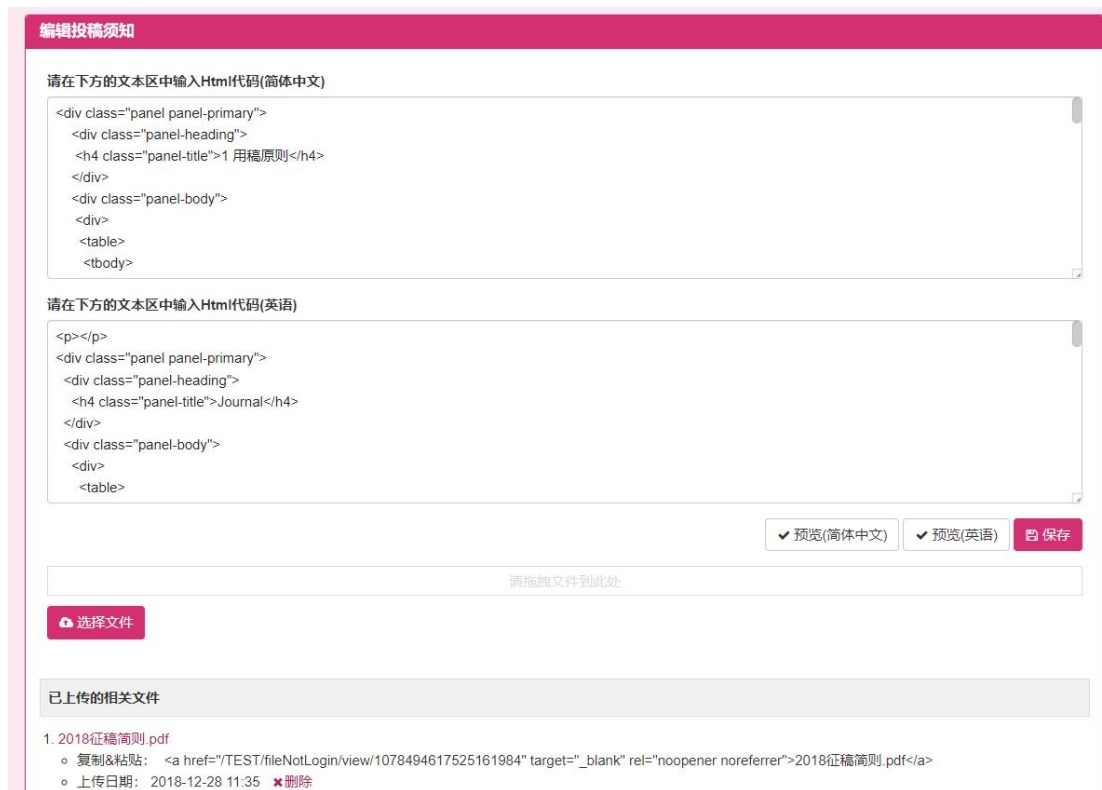 编辑投稿须知
请在下方的文本区中输入Html代码(简体中文)
<div class="panel panel-primary">
<div class="panel-heading">
<h4 class="panel-title">1 用稿原则</h4>
</div>
<div class="panel-body">
<div>
<table>
<tbody>
请在下方的文本区中输入Html代码(英语)
<p></p>
<div class="panel panel-primary">
<div class="panel-heading">
<h4 class="panel-title">Journal</h4>
</div>
<div class="panel-body">
<div>
<table>
预览(简体中文) 预览(英语) 保存
请拖拽文件到此处
选择文件
已上传的相关文件
1. 2018征稿简则.pdf
复制&粘贴： <a href="/TEST/fileNotLogin/view/1078494617525161984" target="_blank" rel="noopener noreferrer">2018征稿简则.pdf</a>
上传日期： 2018-12-28 11:35 ✖删除